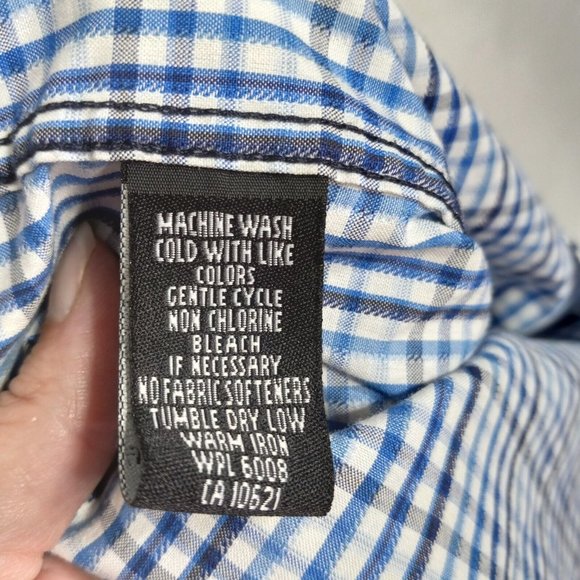 MACHINE WASH
COLD WITH LIKE
COLORS
GENTLE CYCLE
NON CHLORINE
BLEACH
IF NECESSARY
NO FABRIC SOFTENERS
TUMBLE DRY LOW
WARM IRON
WPL 6008
CA 10621